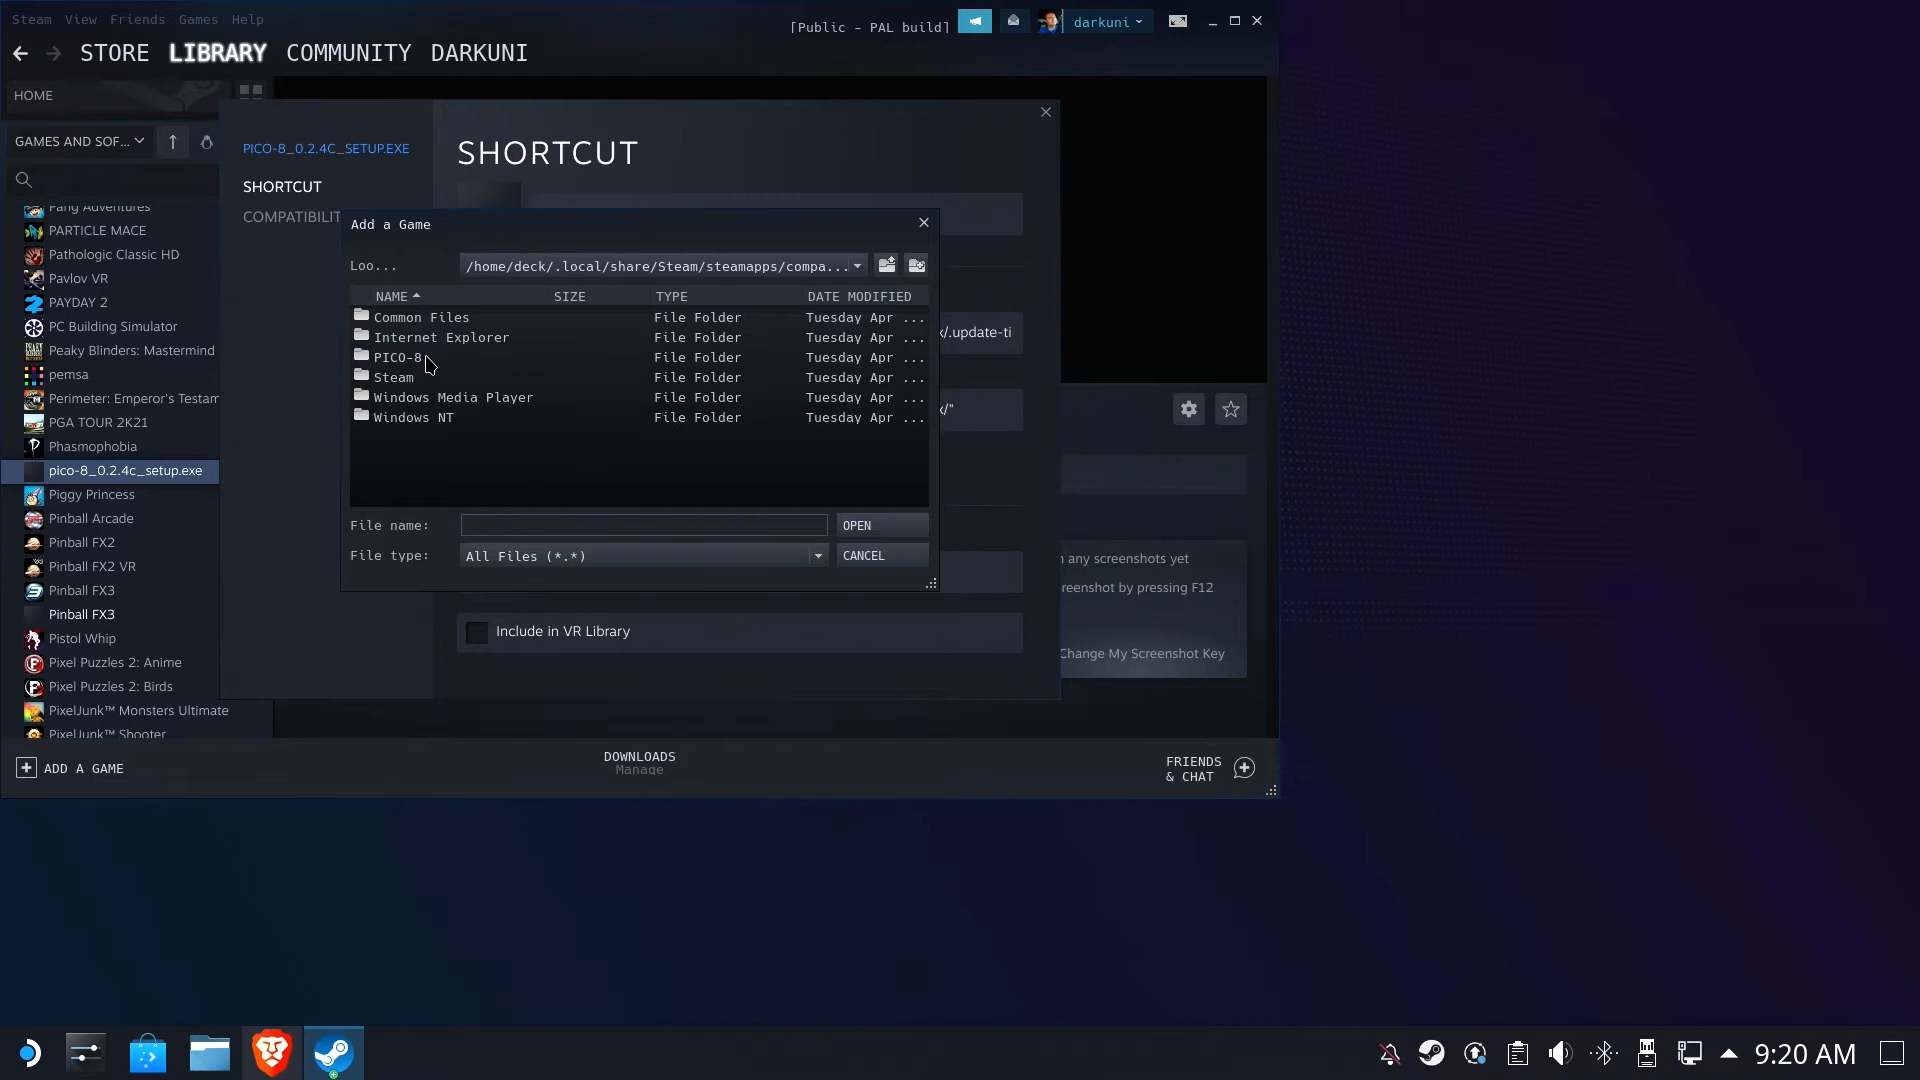 Steam View Friends Games Help
[Public - PAL build]
darkuni
STORE LIBRARY COMMUNITY DARKUNI
HOME
GAMES AND SOF...
Pang Adventures
PARTICLE MACE
Pathologic Classic HD
Pavlov VR
PAYDAY 2
PC Building Simulator
Peaky Blinders: Mastermind
pemsa
Perimeter: Emperor's Testam
PGA TOUR 2K21
Phasmophobia
pico-8_0.2.4c_setup.exe
Piggy Princess
Pinball Arcade
Pinball FX2
Pinball FX2 VR
Pinball FX3
Pinball FX3
Pistol Whip
Pixel Puzzles 2: Anime
Pixel Puzzles 2: Birds
PixelJunk™ Monsters Ultimate
PixelJunk™ Shooter
PICO-8_0.2.4C_SETUP.EXE
SHORTCUT
COMPATIBILIT
SHORTCUT
Add a Game
Loo... /home/deck/.local/share/Steam/steamapps/compa...
NAME SIZE TYPE DATE MODIFIED
Common Files File Folder Tuesday Apr ...
Internet Explorer File Folder Tuesday Apr ...
PICO-8 File Folder Tuesday Apr ...
Steam File Folder Tuesday Apr ...
Windows Media Player File Folder Tuesday Apr ...
Windows NT File Folder Tuesday Apr ...
File name: OPEN
File type: All Files (*.*) CANCEL
x/.update-ti
x/"
Include in VR Library
any screenshots yet
reenshot by pressing F12
Change My Screenshot Key
ADD A GAME
DOWNLOADS
Manage
FRIENDS
& CHAT
9:20 AM